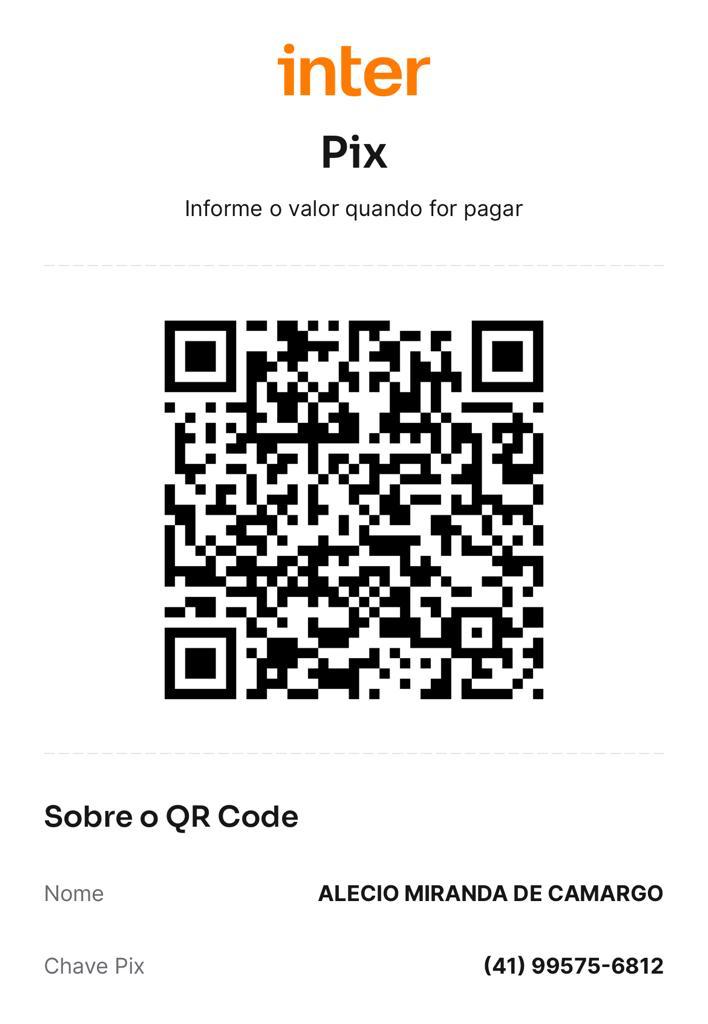 inter
Pix
Informe o valor quando for pagar
Sobre o QR Code
Nome ALECIO MIRANDA DE CAMARGO
Chave Pix (41) 99575-6812